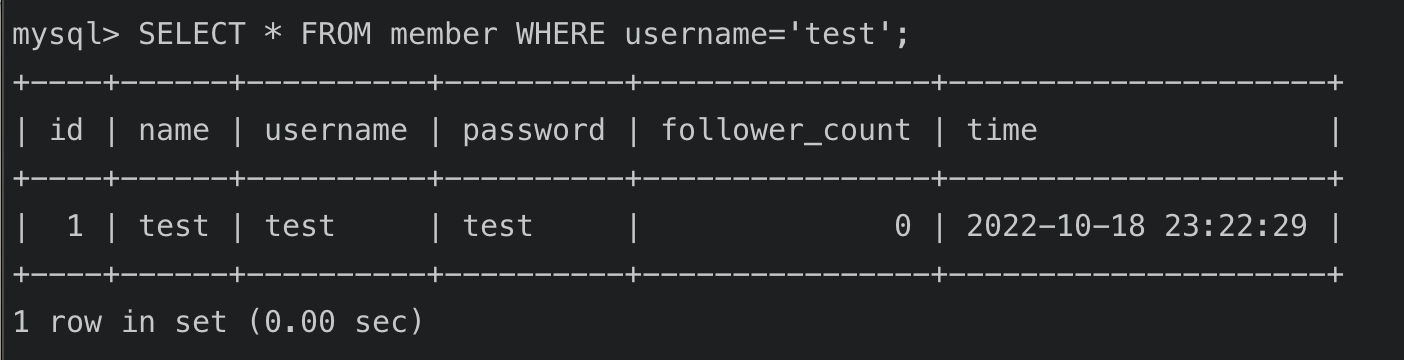 mysql> SELECT * FROM member WHERE username='test';
+----+------+----------+----------+----------------+---------------------+
| id | name | username | password | follower_count | time                |
+----+------+----------+----------+----------------+---------------------+
|  1 | test | test     | test     |              0 | 2022-10-18 23:22:29 |
+----+------+----------+----------+----------------+---------------------+
1 row in set (0.00 sec)